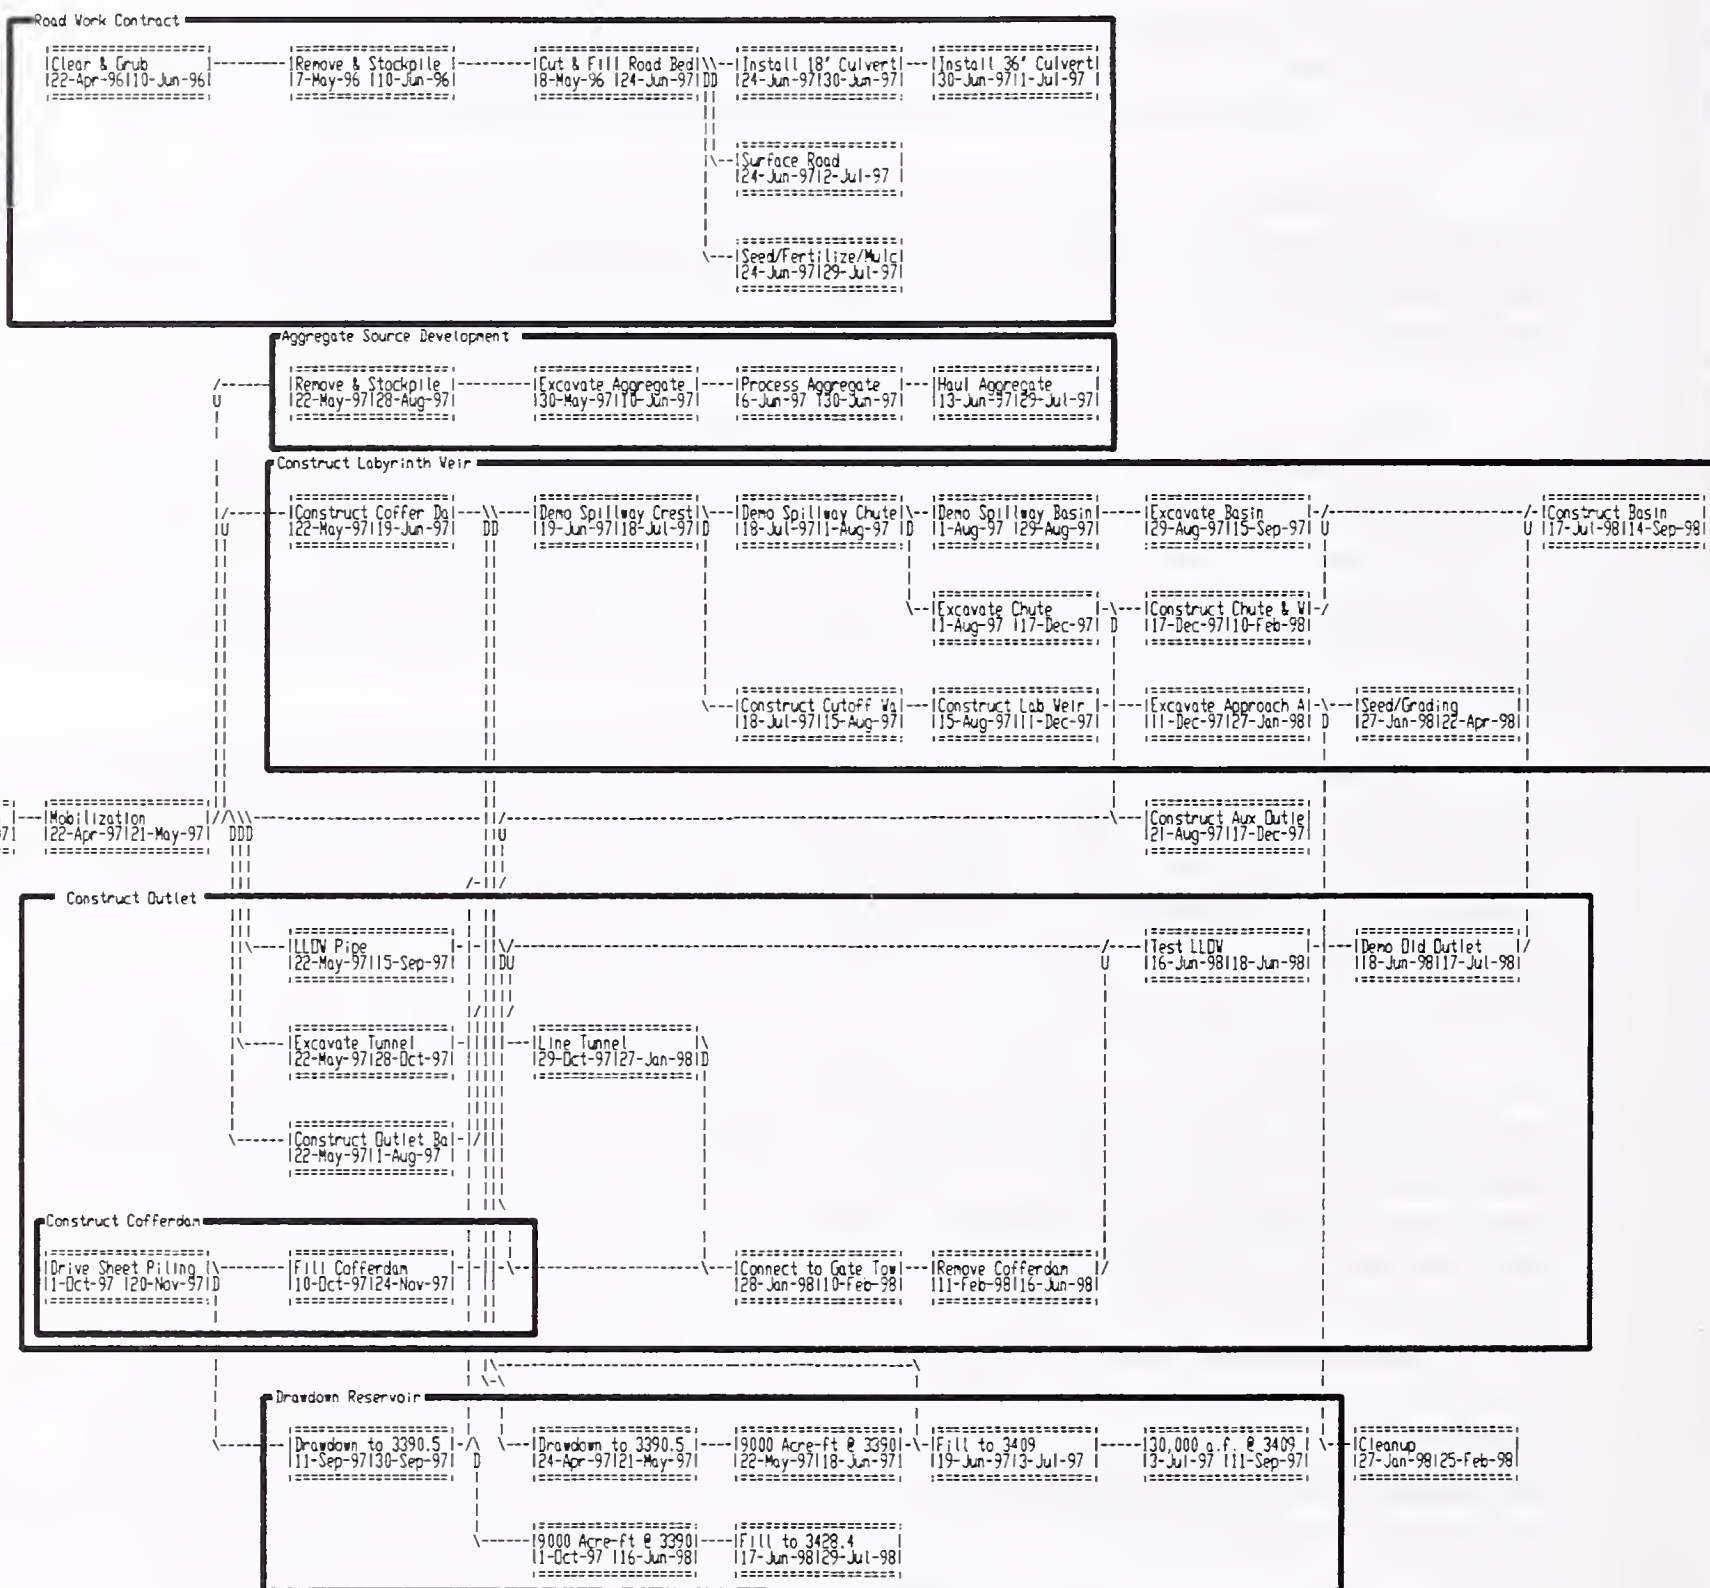 Road Work Contract
Clear & Grub
22-Apr-96|10-Jun-96
Remove & Stockpile
7-May-96 |10-Jun-96
Cut & Fill Road Bed
8-May-96 |24-Jun-97
DD
Install 18' Culvert
24-Jun-97|30-Jun-97
Install 36' Culvert
30-Jun-97|1-Jul-97
Surface Road
24-Jun-97|2-Jul-97
Seed/Fertilize/Mulc
24-Jun-97|29-Jul-97
Aggregate Source Development
Remove & Stockpile
22-May-97|28-Aug-97
U
Excavate Aggregate
30-May-97|10-Jun-97
Process Aggregate
6-Jun-97 |30-Jun-97
Haul Aggregate
13-Jun-97|29-Jul-97
Construct Labyrinth Weir
Construct Coffer Da
22-May-97|19-Jun-97
U
DD
Demo Spillway Crest
19-Jun-97|18-Jul-97
D
Demo Spillway Chute
18-Jul-97|1-Aug-97
D
Demo Spillway Basin
1-Aug-97 |29-Aug-97
Excavate Basin
29-Aug-97|15-Sep-97
U
U
Construct Basin
17-Jul-98|14-Sep-98
Excavate Chute
1-Aug-97 |17-Dec-97
D
Construct Chute & W
17-Dec-97|10-Feb-98
Construct Cutoff Wa
18-Jul-97|15-Aug-97
Construct Lab Weir
15-Aug-97|11-Dec-97
Excavate Approach A
11-Dec-97|27-Jan-98
D
Seed/Grading
27-Jan-98|22-Apr-98
71
Mobilization
22-Apr-97|21-May-97
DDD
U
Construct Aux Outle
21-Aug-97|17-Dec-97
Construct Outlet
LLOW Pipe
22-May-97|15-Sep-97
DU
U
Test LLOW
16-Jun-98|18-Jun-98
Demo Old Outlet
18-Jun-98|17-Jul-98
Excavate Tunnel
22-May-97|28-Oct-97
Line Tunnel
29-Oct-97|27-Jan-98
D
Construct Outlet Ba
22-May-97|1-Aug-97
Construct Cofferdam
Drive Sheet Piling
1-Oct-97 |20-Nov-97
D
Fill Cofferdam
10-Oct-97|24-Nov-97
Connect to Gate Tow
28-Jan-98|10-Feb-98
Remove Cofferdam
11-Feb-98|16-Jun-98
Drawdown Reservoir
Drawdown to 3390.5
11-Sep-97|30-Sep-97
D
Drawdown to 3390.5
24-Apr-97|21-May-97
9000 Acre-ft @ 3390
22-May-97|18-Jun-97
Fill to 3409
19-Jun-97|3-Jul-97
30,000 a.f. @ 3409
3-Jul-97 |11-Sep-97
Cleanup
27-Jan-98|25-Feb-98
9000 Acre-ft @ 3390
1-Oct-97 |16-Jun-98
Fill to 3428.4
17-Jun-98|29-Jul-98